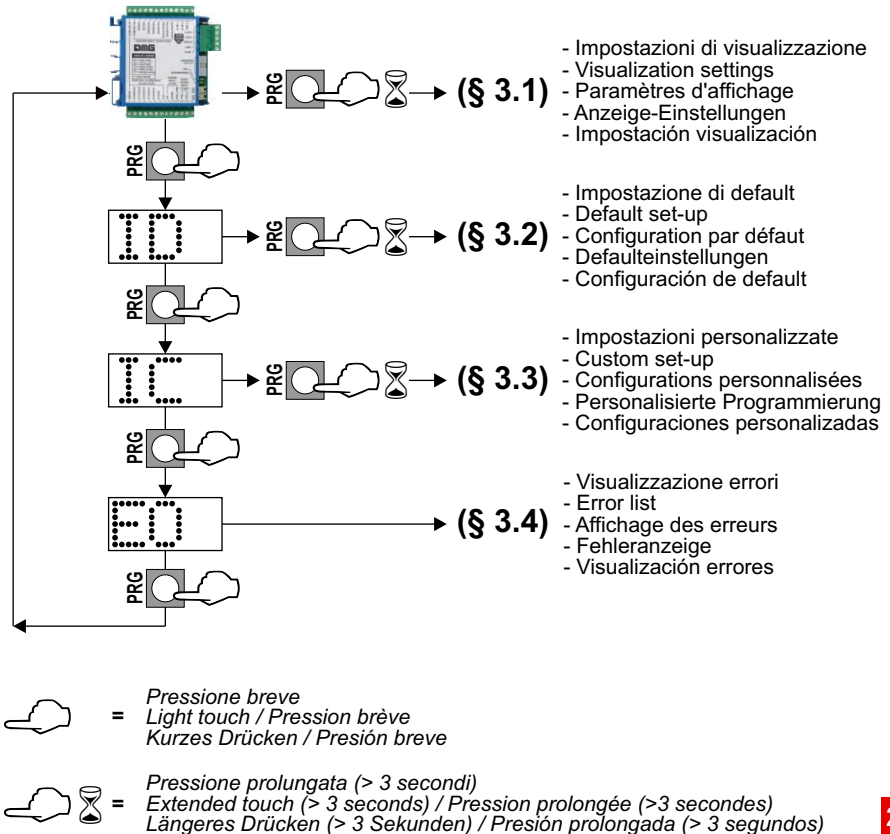 DMG
PRG
(§ 3.1)
- Impostazioni di visualizzazione
- Visualization settings
- Paramètres d'affichage
- Anzeige-Einstellungen
- Impostación visualización
PRG
ID
PRG
(§ 3.2)
- Impostazione di default
- Default set-up
- Configuration par défaut
- Defaulteinstellungen
- Configuración de default
PRG
IC
PRG
(§ 3.3)
- Impostazioni personalizzate
- Custom set-up
- Configurations personnalisées
- Personalisierte Programmierung
- Configuraciones personalizadas
PRG
EO
(§ 3.4)
- Visualizzazione errori
- Error list
- Affichage des erreurs
- Fehleranzeige
- Visualización errores
PRG
= Pressione breve
Light touch / Pression brève
Kurzes Drücken / Presión breve
= Pressione prolungata (> 3 secondi)
Extended touch (> 3 seconds) / Pression prolongée (>3 secondes)
Längeres Drücken (> 3 Sekunden) / Presión prolongada (> 3 segundos)